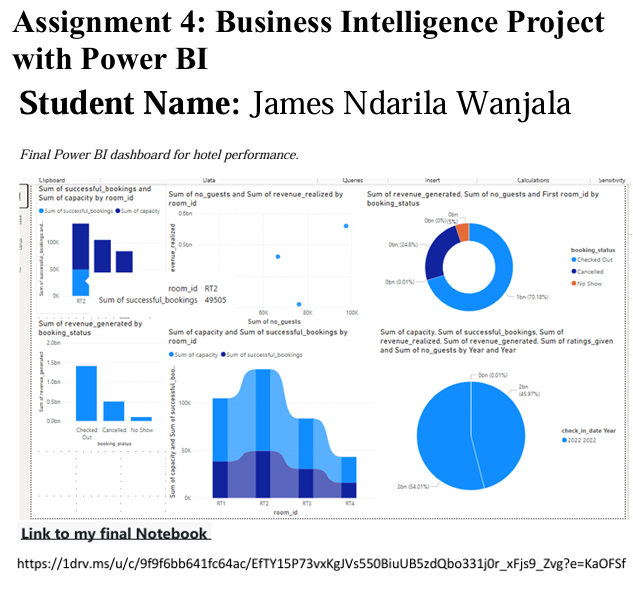 Assignment 4: Business Intelligence Project
with Power BI
Student Name: James Ndarila Wanjala
Final Power BI dashboard for hotel performance.
Clipboard Data Queries Insert Calculations Sensitivity
Sum of successful_bookings and
Sum of capacity by room_id
Sum of successful_bookings Sum of capacity
100K
50K
0K
RT2
Sum of no_guests and Sum of revenue_realized by
room_id
0.6bn
0.5bn
room_id RT2
Sum of successful_bookings 49505
80K 100K
Sum of no_guests
Sum of revenue_generated, Sum of no_guests and First room_id by
booking_status
0bn (0%)
0bn
(5%)
0bn (24.8%)
0bn (0.01%)
1bn (70.18%)
booking_status
Checked Out
Cancelled
No Show
Sum of revenue_generated by
booking_status
Sum of revenue_generated
2.0bn
1.5bn
1.0bn
0.5bn
0.0bn
Checked
Out
Cancelled No Show
booking_status
Sum of capacity and Sum of successful_bookings by
room_id
Sum of capacity Sum of successful_bookings
Sum of capacity and Sum of successful_boo...
100K
50K
0K
RT1 RT2 RT3 RT4
room_id
Sum of capacity, Sum of successful_bookings, Sum of
revenue_realized, Sum of revenue_generated, Sum of ratings_given
and Sum of no_guests by Year and Year
0bn (0.01%)
2bn
(45.97%)
2bn (54.01%)
check_in_date Year
2022 2022
Link to my final Notebook
https://1drv.ms/u/c/9f9f6bb641fc64ac/EfTY15P73vxKgJVs550BiuUB5zdQbo331j0r_xFjs9_Zvg?e=KaOFSf